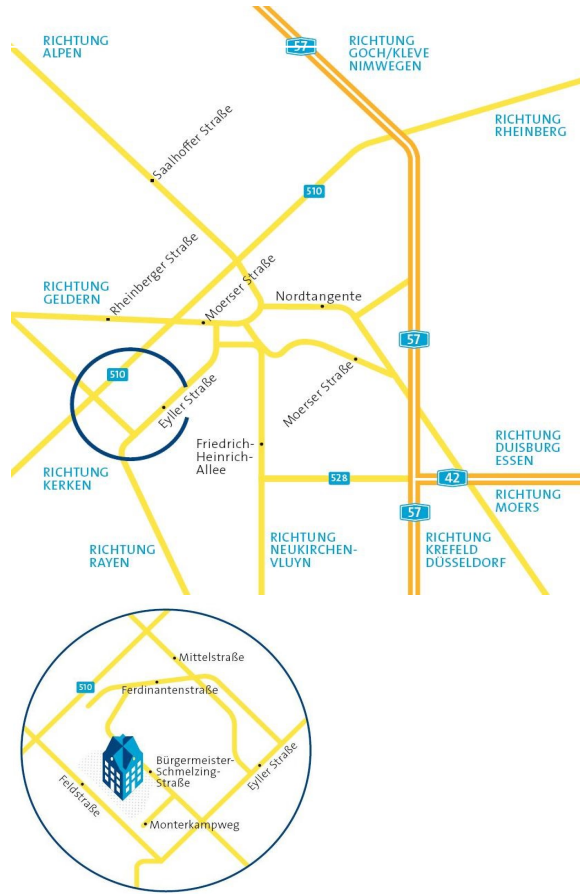 RICHTUNG
ALPEN
57
RICHTUNG
GOCH/KLEVE
NIMWEGEN
RICHTUNG
RHEINBERG
Saalhoffer Straße
510
Rheinberger Straße
Moerser Straße
Nordtangente
RICHTUNG
GELDERN
57
510
Eyller Straße
Moerser Straße
Friedrich-
Heinrich-
Allee
RICHTUNG
DUISBURG
ESSEN
RICHTUNG
KERKEN
528
42
RICHTUNG
MOERS
57
RICHTUNG
RAYEN
RICHTUNG
NEUKIRCHEN-
VLUYN
RICHTUNG
KREFELD
DÜSSELDORF
Mittelstraße
510
Ferdinantenstraße
Bürgermeister-
Schmelzing-
Straße
Eyller Straße
Feldstraße
Monterkampweg